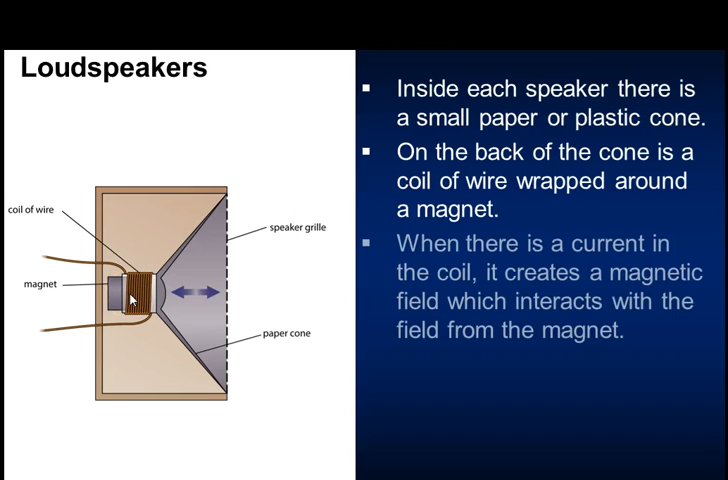 Loudspeakers
coil of wire
magnet
speaker grille
paper cone
▪ Inside each speaker there is
a small paper or plastic cone.
▪ On the back of the cone is a
coil of wire wrapped around
a magnet.
▪ When there is a current in
the coil, it creates a magnetic
field which interacts with the
field from the magnet.